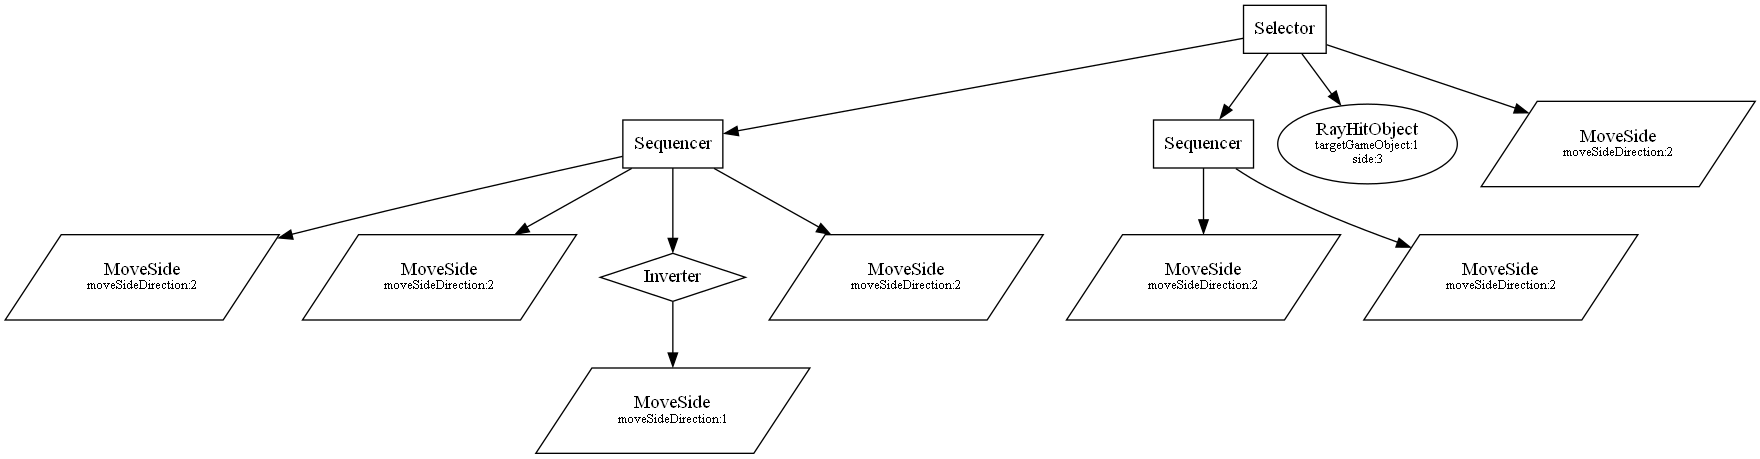 Selector
Sequencer
Sequencer
RayHitObject
targetGameObject:1
side:3
MoveSide
moveSideDirection:2
MoveSide
moveSideDirection:2
MoveSide
moveSideDirection:2
Inverter
MoveSide
moveSideDirection:2
MoveSide
moveSideDirection:2
MoveSide
moveSideDirection:2
MoveSide
moveSideDirection:1